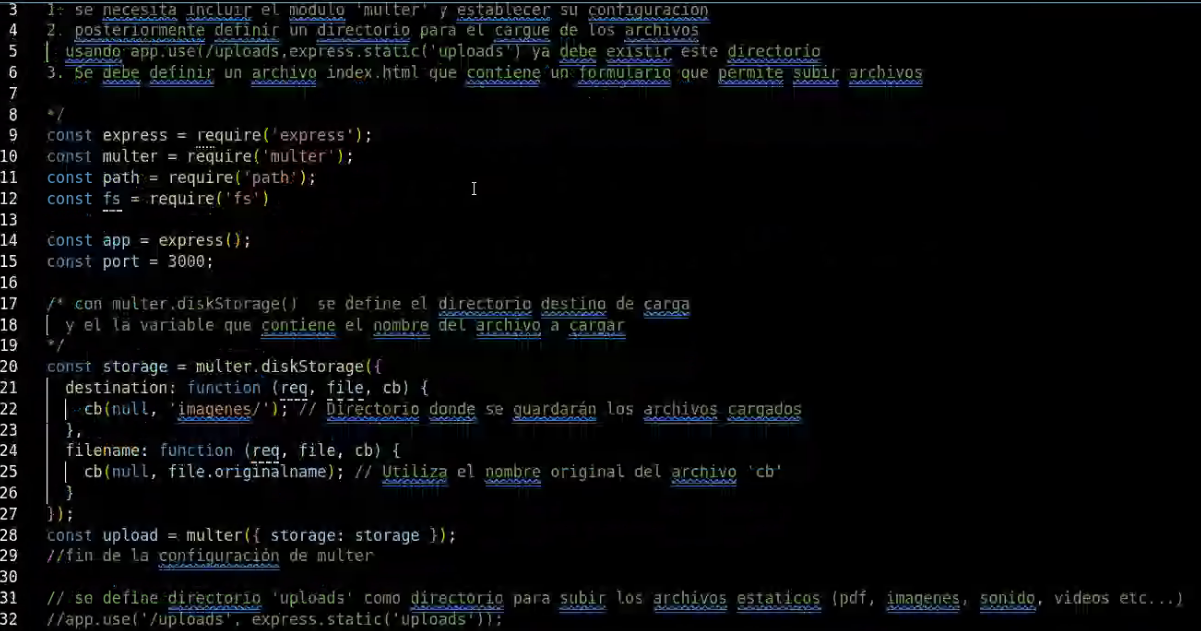 3 1- se necesita incluir el modulo 'multer' y establecer su configuracion
4 2. posteriormente definir un directorio para el cargue de los archivos
5 usando app.use(/uploads,express.static('uploads') ya debe existir este directorio
6 3. Se debe definir un archivo index.html que contiene un formulario que permite subir archivos
7
8 */
9 const express = require('express');
10 const multer = require('multer');
11 const path = require('path');
12 const fs = require('fs')
13
14 const app = express();
15 const port = 3000;
16
17 /* con multer.diskStorage()  se define el directorio destino de carga
18 y el la variable que contiene el nombre del archivo a cargar
19 */
20 const storage = multer.diskStorage({
21 destination: function (req, file, cb) {
22 cb(null, 'imagenes/'); // Directorio donde se guardarán los archivos cargados
23 },
24 filename: function (req, file, cb) {
25 cb(null, file.originalname); // Utiliza el nombre original del archivo 'cb'
26 }
27 });
28 const upload = multer({ storage: storage });
29 //fin de la configuración de multer
30
31 // se define directorio 'uploads' como directorio para subir los archivos estaticos (pdf, imagenes, sonido, videos etc...)
32 //app.use('/uploads', express.static('uploads'));